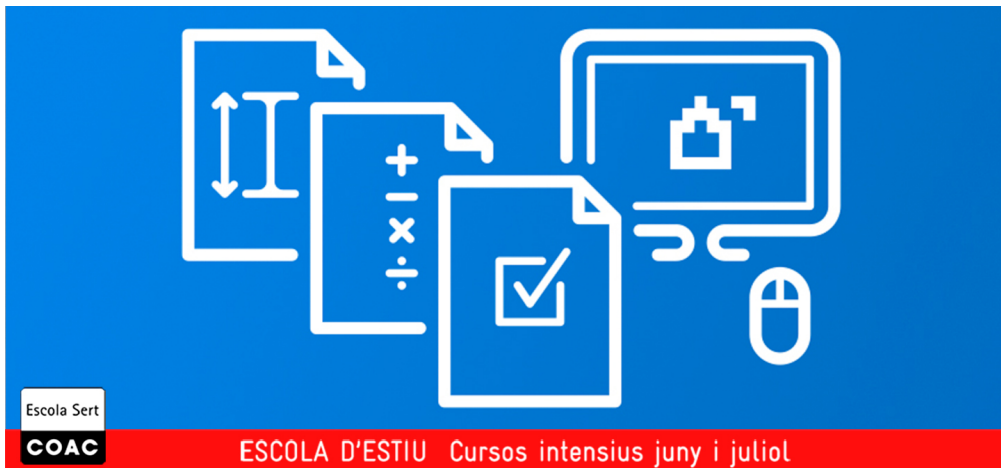 Escola Sert
COAC
ESCOLA D'ESTIU Cursos intensius juny i juliol